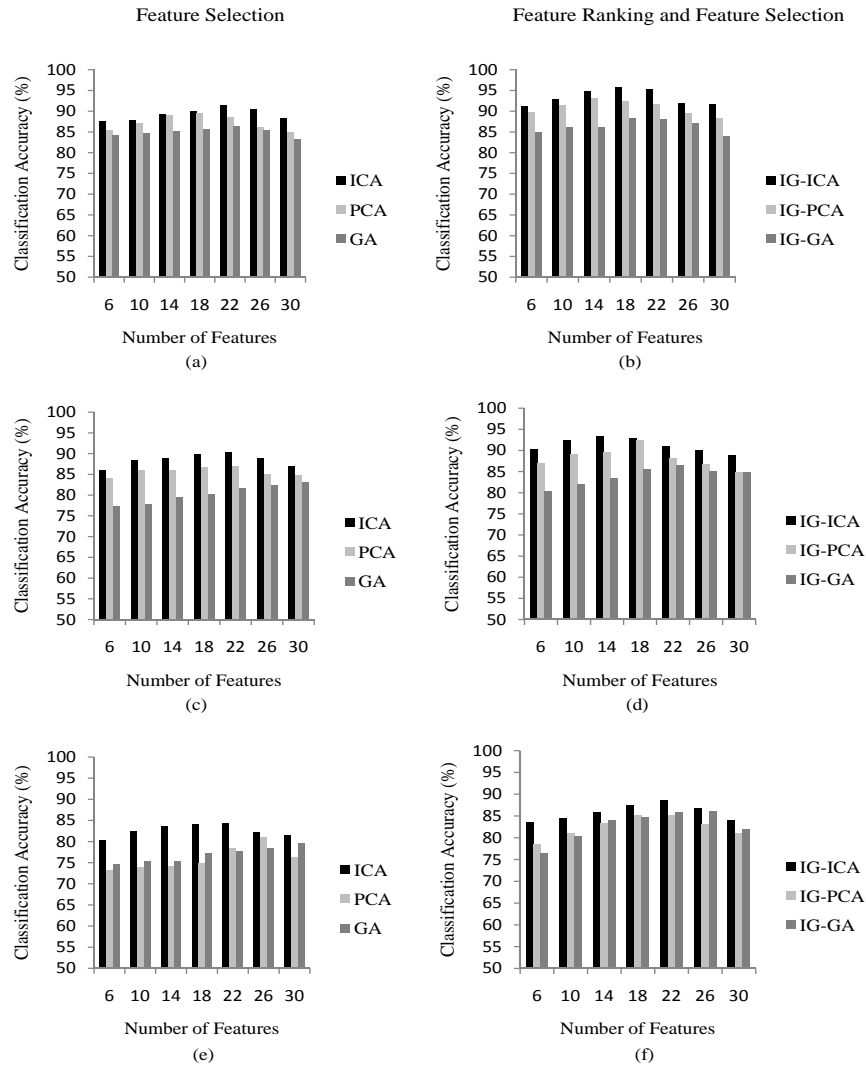 Feature Selection
Feature Ranking and Feature Selection
Classification Accuracy (%)
100
95
90
85
80
75
70
65
60
55
50
6 10 14 18 22 26 30
Number of Features
(a)
ICA
PCA
GA
Classification Accuracy (%)
100
95
90
85
80
75
70
65
60
55
50
6 10 14 18 22 26 30
Number of Features
(b)
IG-ICA
IG-PCA
IG-GA
Classification Accuracy (%)
100
95
90
85
80
75
70
65
60
55
50
6 10 14 18 22 26 30
Number of Features
(c)
ICA
PCA
GA
Classification Accuracy (%)
100
95
90
85
80
75
70
65
60
55
50
6 10 14 18 22 26 30
Number of Features
(d)
IG-ICA
IG-PCA
IG-GA
Classification Accuracy (%)
100
95
90
85
80
75
70
65
60
55
50
6 10 14 18 22 26 30
Number of Features
(e)
ICA
PCA
GA
Classification Accuracy (%)
100
95
90
85
80
75
70
65
60
55
50
6 10 14 18 22 26 30
Number of Features
(f)
IG-ICA
IG-PCA
IG-GA